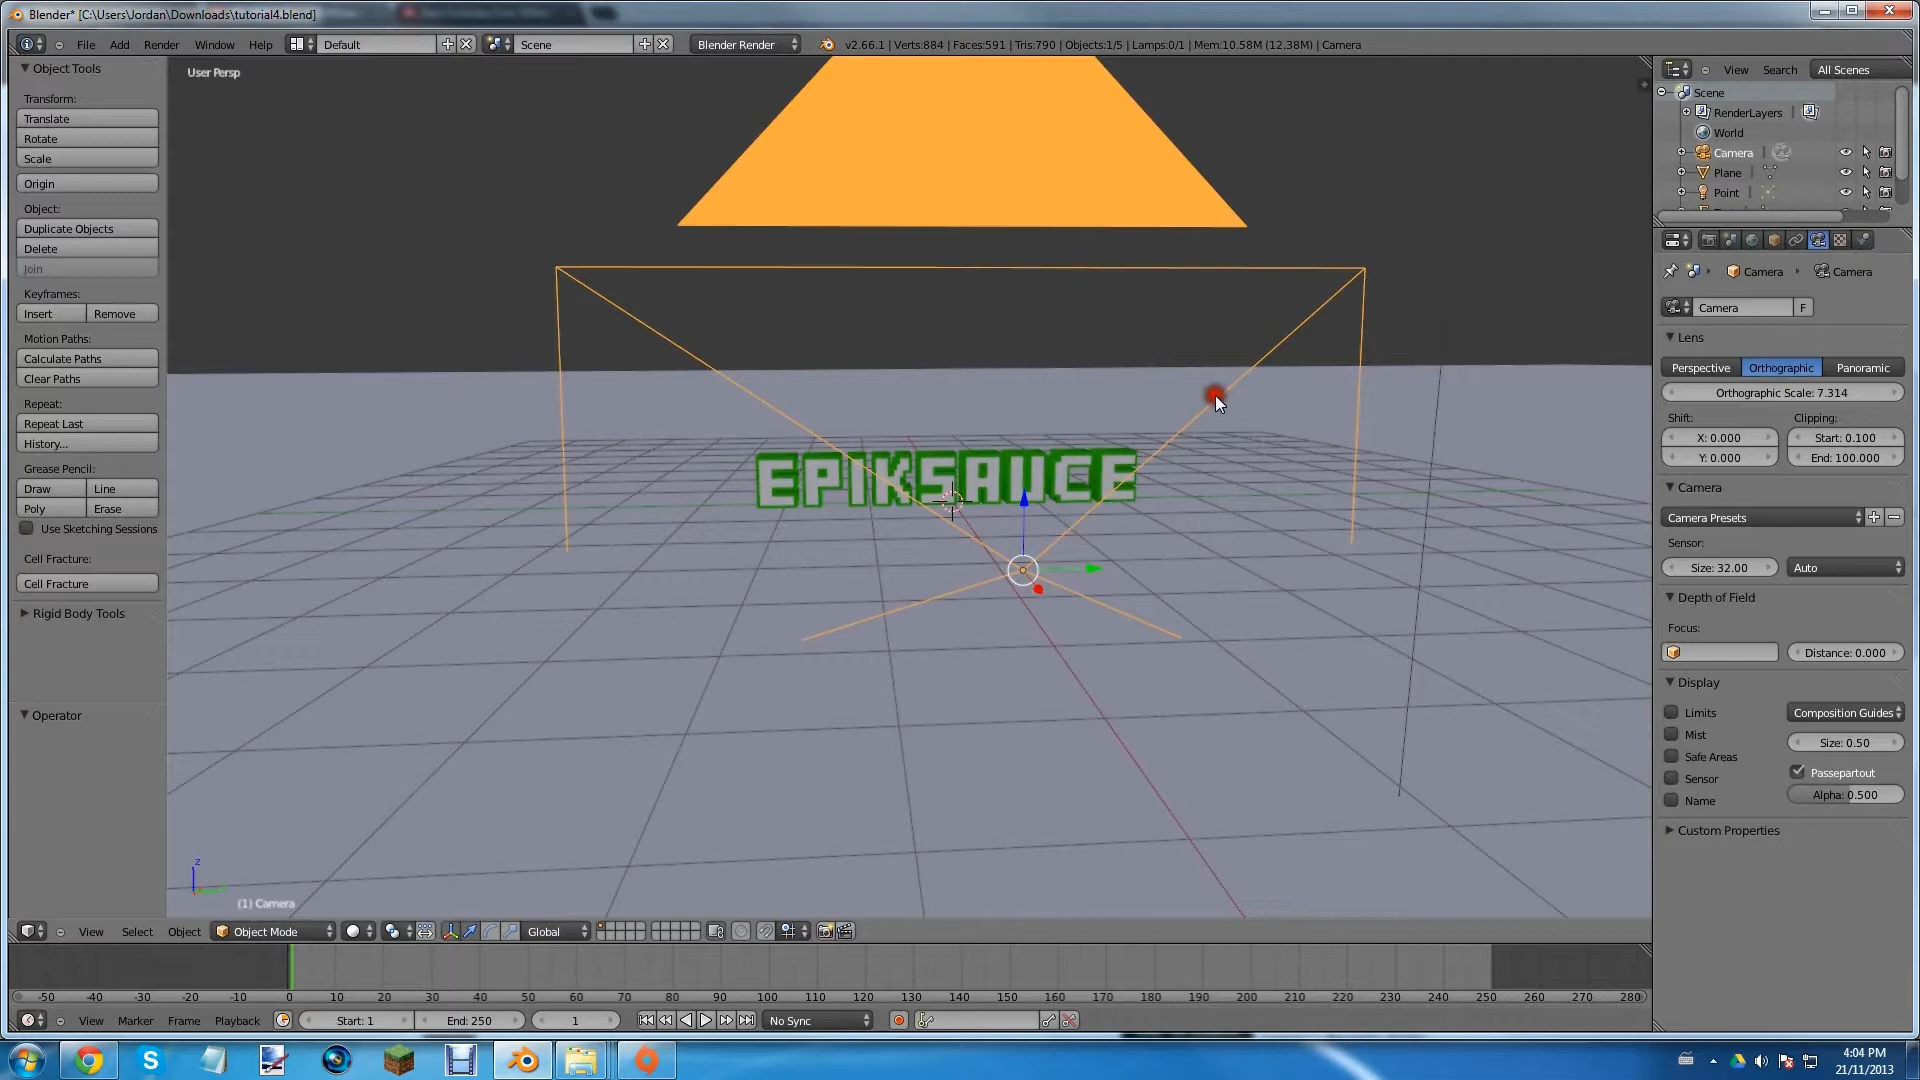 Blender* [C:\Users\Jordan\Downloads\tutorial4.blend]
File Add Render Window Help Default Scene Blender Render v2.66.1 | Verts:884 | Faces:591 | Tris:790 | Objects:1/5 | Lamps:0/1 | Mem:10.58M (12.38M) | Camera
Object Tools
Transform:
Translate
Rotate
Scale
Origin
Object:
Duplicate Objects
Delete
Join
Keyframes:
Insert Remove
Motion Paths:
Calculate Paths
Clear Paths
Repeat:
Repeat Last
History...
Grease Pencil:
Draw Line
Poly Erase
Use Sketching Sessions
Cell Fracture:
Cell Fracture
Rigid Body Tools
Operator
User Persp
EPIKSAUCE
z
(1) Camera
View Search All Scenes
Scene
RenderLayers
World
Camera
Plane
Point
Camera Camera
Camera F
Lens
Perspective Orthographic Panoramic
Orthographic Scale: 7.314
Shift: Clipping:
X: 0.000 Start: 0.100
Y: 0.000 End: 100.000
Camera
Camera Presets
Sensor:
Size: 32.00 Auto
Depth of Field
Focus:
Distance: 0.000
Display
Limits Composition Guides
Mist Size: 0.50
Safe Areas
Sensor Passepartout
Name Alpha: 0.500
Custom Properties
View Select Object Object Mode Global
-50 -40 -30 -20 -10 0 10 20 30 40 50 60 70 80 90 100 110 120 130 140 150 160 170 180 190 200 210 220 230 240 250 260 270 280
View Marker Frame Playback Start: 1 End: 250 1 No Sync
4:04 PM
21/11/2013